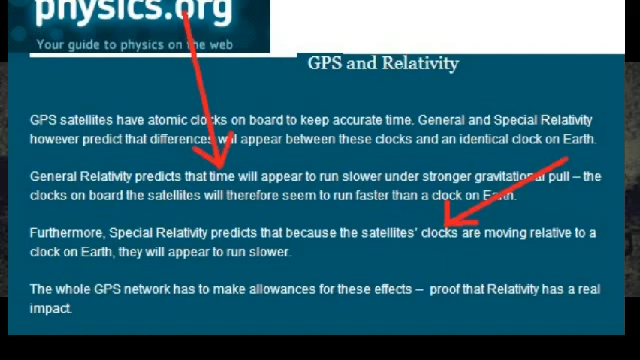 physics.org
Your guide to physics on the web
GPS and Relativity
GPS satellites have atomic clocks on board to keep accurate time. General and Special Relativity
however predict that differences will appear between these clocks and an identical clock on Earth.
General Relativity predicts that time will appear to run slower under stronger gravitational pull – the
clocks on board the satellites will therefore seem to run faster than a clock on Earth.
Furthermore, Special Relativity predicts that because the satellites' clocks are moving relative to a
clock on Earth, they will appear to run slower.
The whole GPS network has to make allowances for these effects – proof that Relativity has a real
impact.